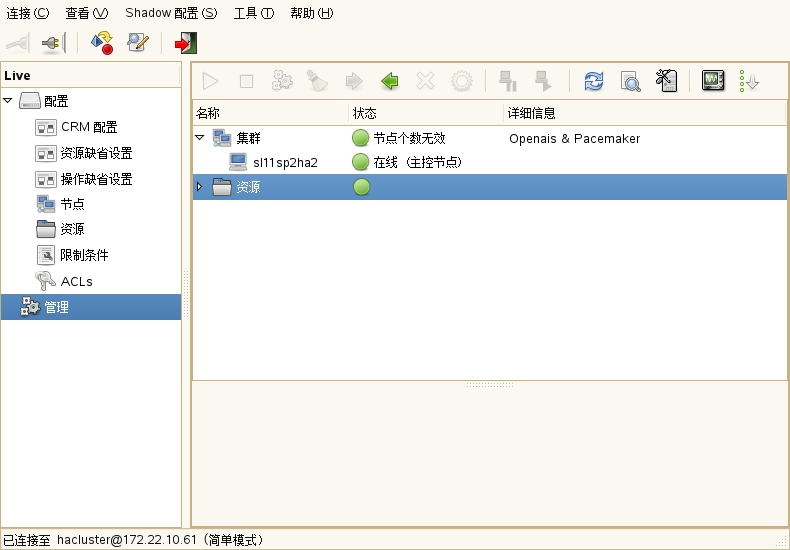 连接(C) 查看(V) Shadow 配置(S) 工具(T) 帮助(H)
Live
配置
CRM 配置
资源缺省设置
操作缺省设置
节点
资源
限制条件
ACLs
管理
名称 状态 详细信息
集群 节点个数无效 Openais & Pacemaker
sl11sp2ha2 在线（主控节点）
资源
已连接至 hacluster@172.22.10.61（简单模式）